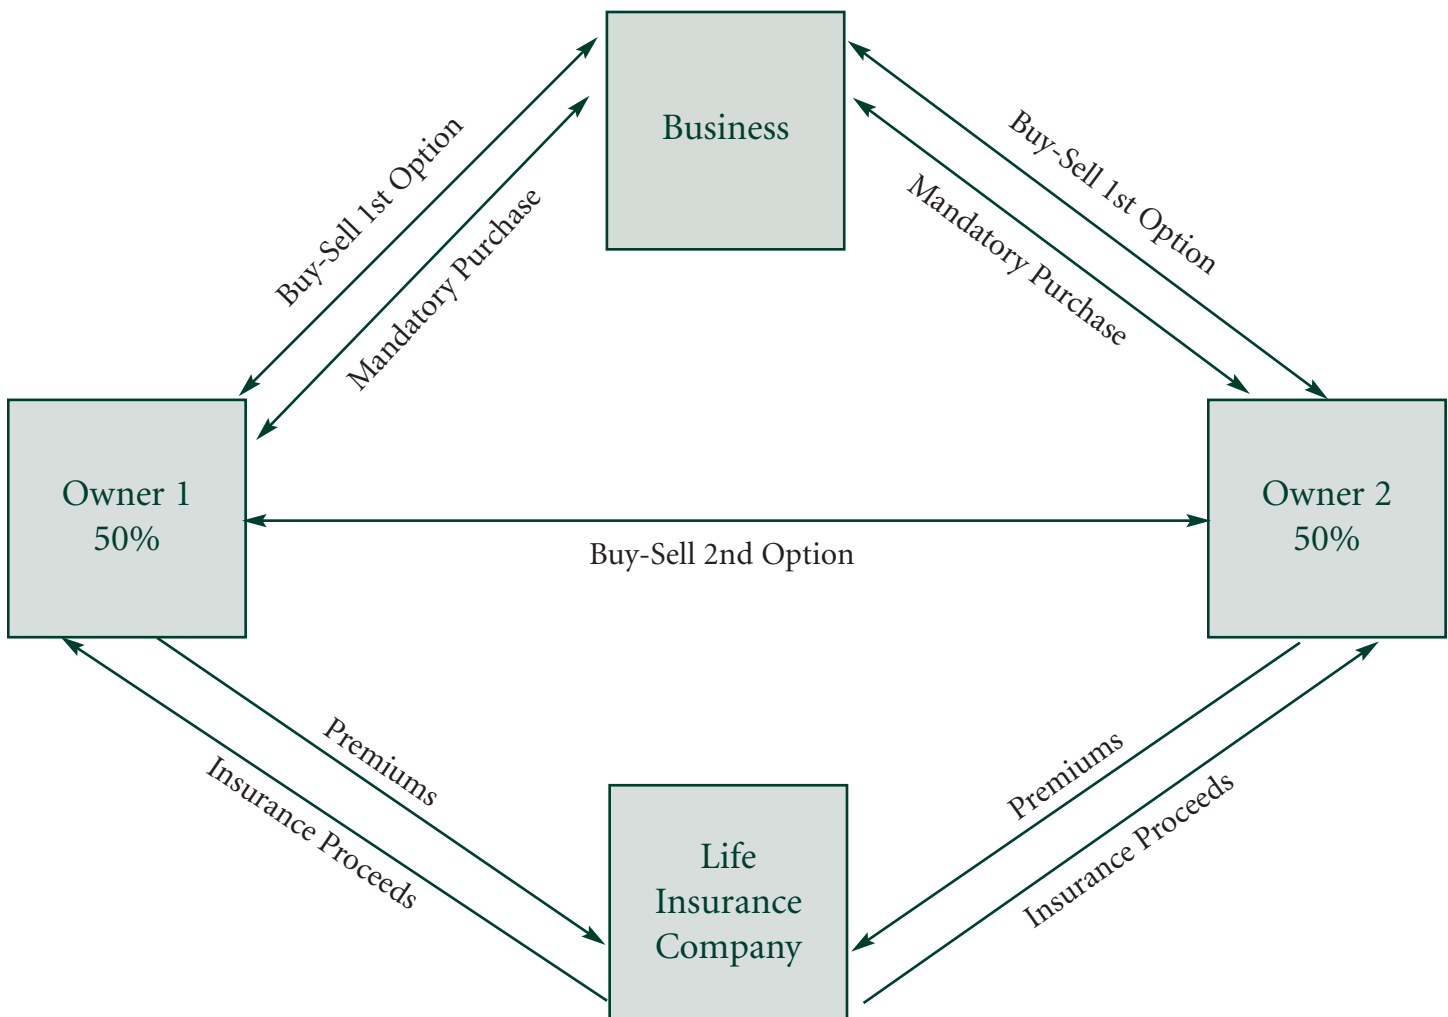 Business
Buy-Sell 1st Option
Mandatory Purchase
Buy-Sell 1st Option
Mandatory Purchase
Owner 1
50%
Owner 2
50%
Buy-Sell 2nd Option
Premiums
Insurance Proceeds
Premiums
Insurance Proceeds
Life
Insurance
Company